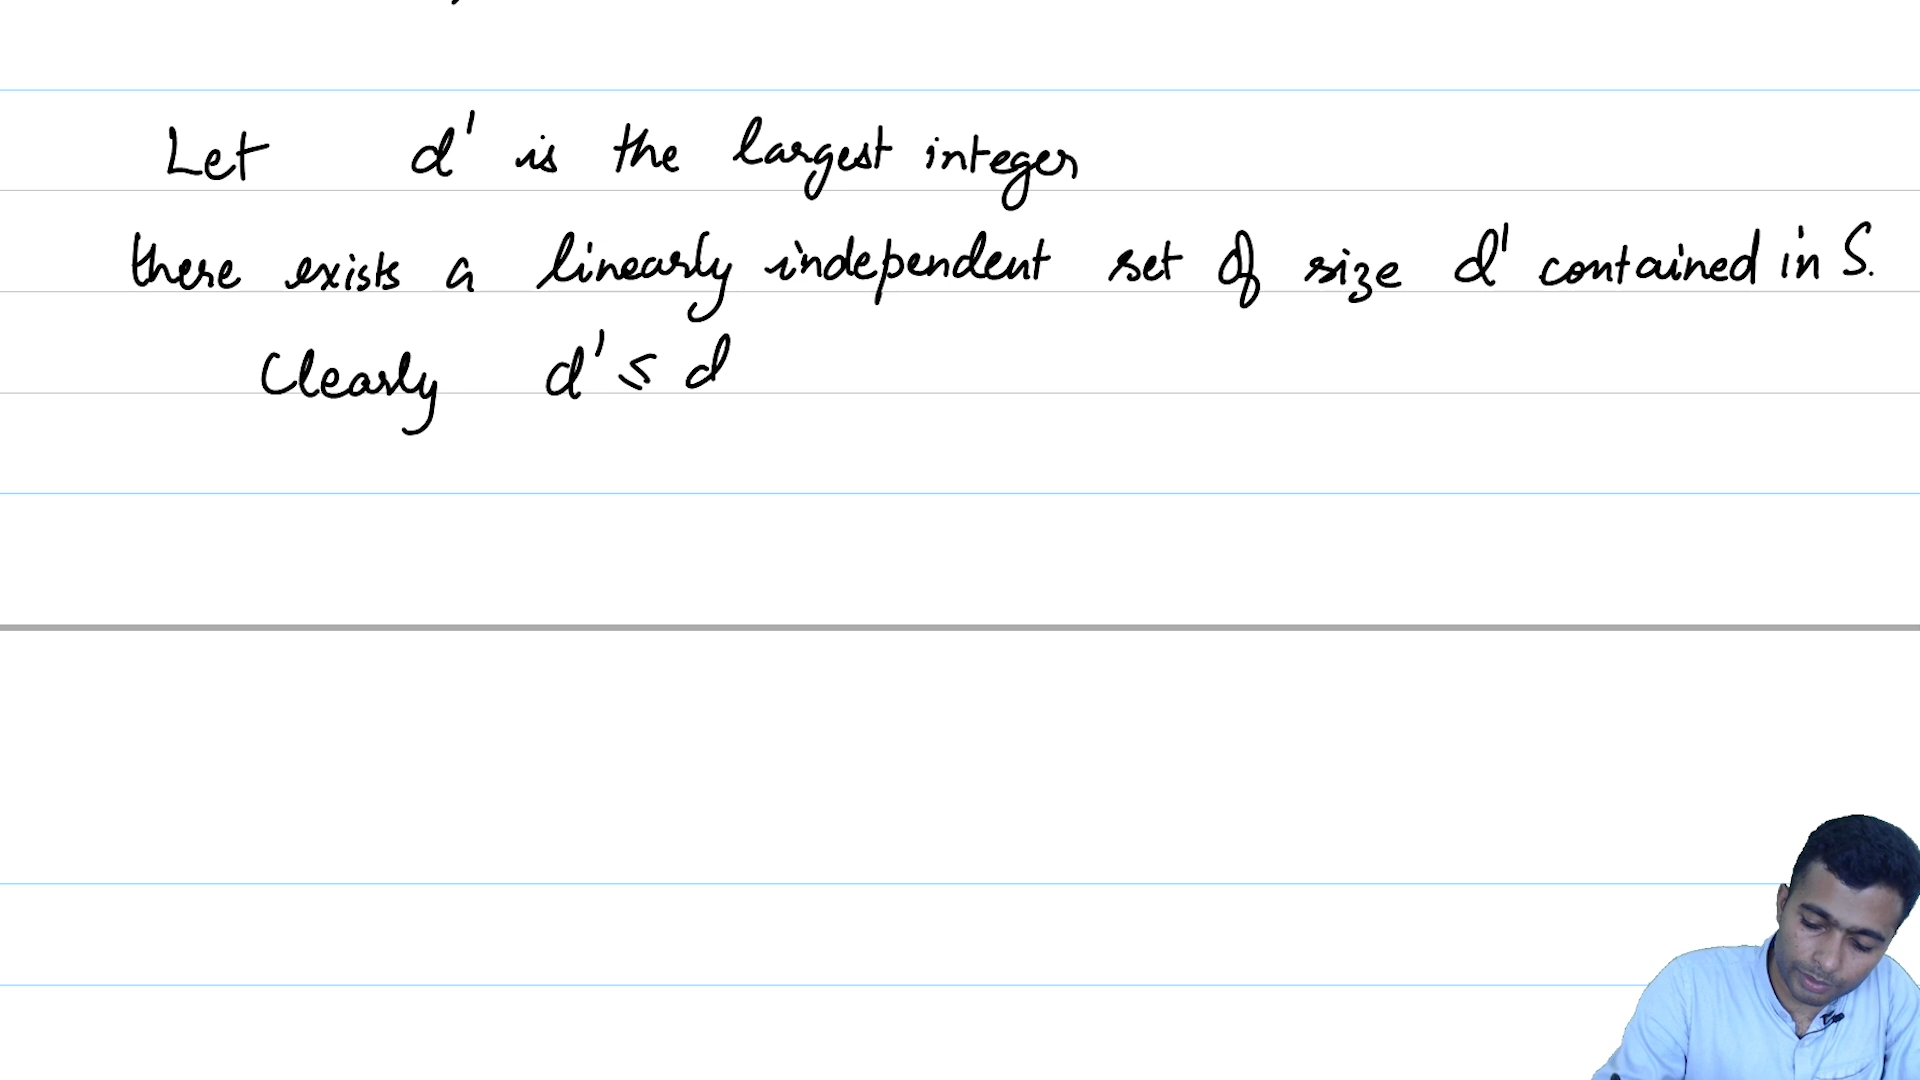 Let d' is the largest integer
there exists a linearly independent set of size d' contained in S.
Clearly d' ≤ d